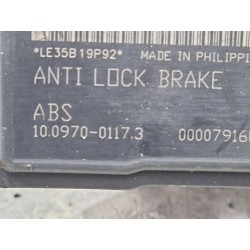 *LE35B19P92* MADE IN PHILIPPI
ANTI LOCK BRAKE
ABS
10.0970-0117.3 00007916